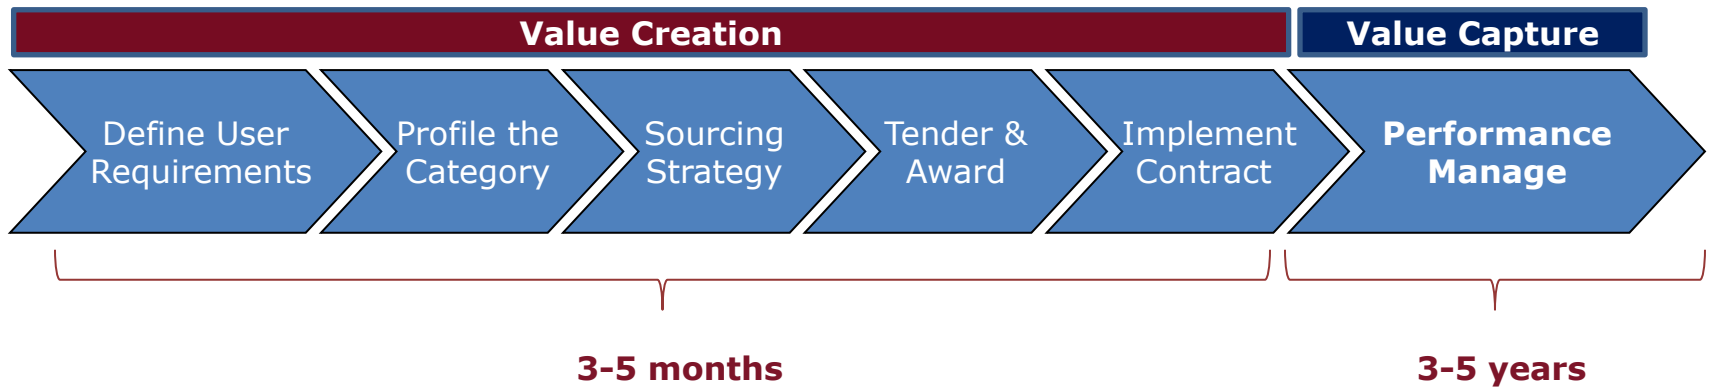 Value Creation
Value Capture
Define User
Requirements
Profile the
Category
Sourcing
Strategy
Tender &
Award
Implement
Contract
Performance
Manage
3-5 months
3-5 years